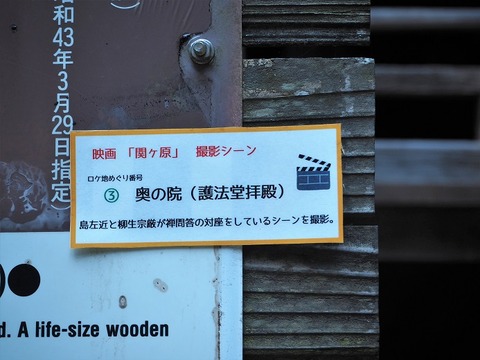 昭和43年3月29日指定
映画 「関ヶ原」 撮影シーン
ロケ地めぐり番号
③ 奥の院（護法堂拝殿）
島左近と柳生宗厳が禅問答の対座をしているシーンを撮影。
d. A life-size wooden